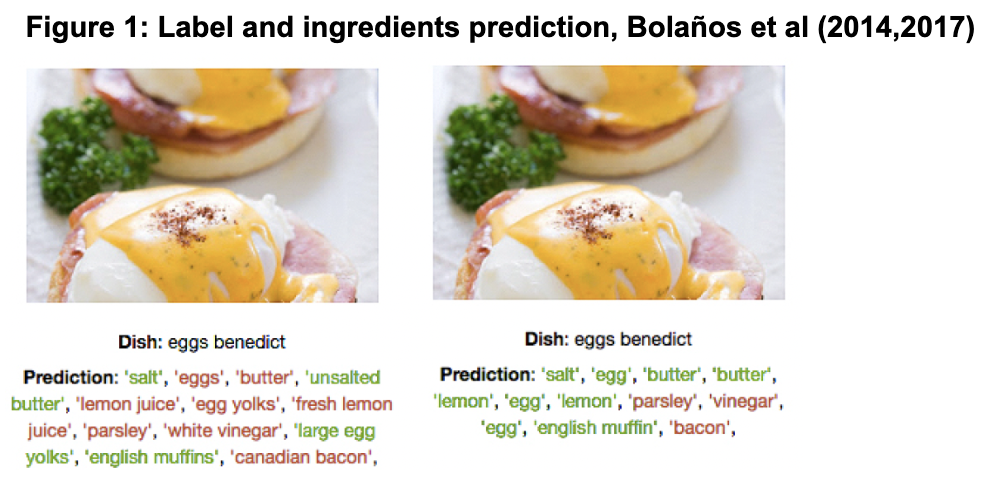 Figure 1: Label and ingredients prediction, Bolaños et al (2014,2017)
Dish: eggs benedict
Prediction: 'salt', 'eggs', 'butter', 'unsalted
butter', 'lemon juice', 'egg yolks', 'fresh lemon
juice', 'parsley', 'white vinegar', 'large egg
yolks', 'english muffins', 'canadian bacon',
Dish: eggs benedict
Prediction: 'salt', 'egg', 'butter', 'butter',
'lemon', 'egg', 'lemon', 'parsley', 'vinegar',
'egg', 'english muffin', 'bacon',